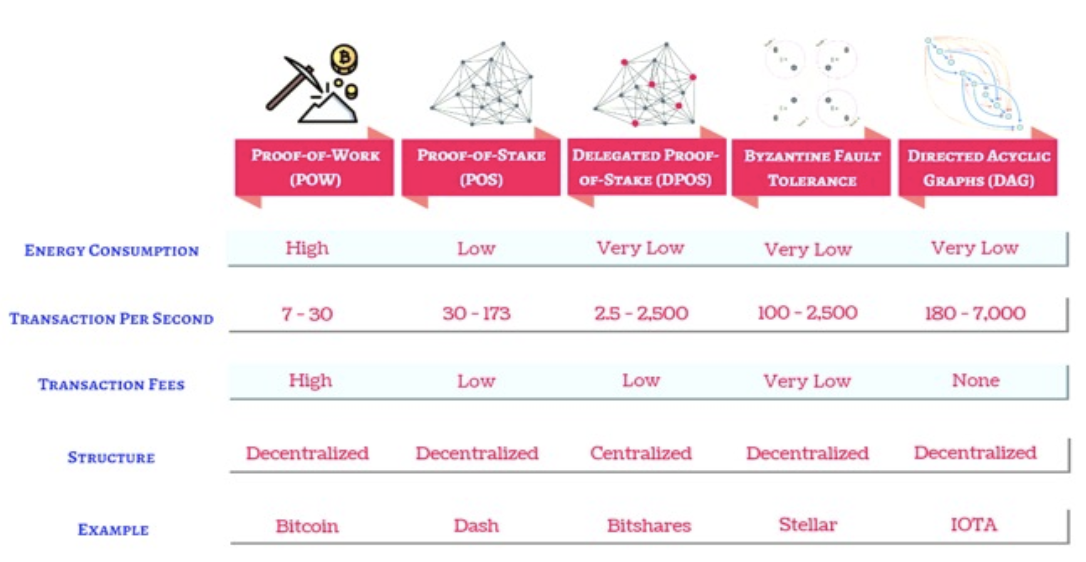 PROOF-OF-WORK PROOF-OF-STAKE DELEGATED PROOF- BYZANTINE FAULT DIRECTED ACYCLIC
(POW) (POS) OF-STAKE (DPOS) TOLERANCE GRAPHS (DAG)
ENERGY CONSUMPTION High Low Very Low Very Low Very Low
TRANSACTION PER SECOND 7 - 30 30 - 173 2.5 - 2,500 100 - 2,500 180 - 7,000
TRANSACTION FEES High Low Low Very Low None
STRUCTURE Decentralized Decentralized Centralized Decentralized Decentralized
EXAMPLE Bitcoin Dash Bitshares Stellar IOTA